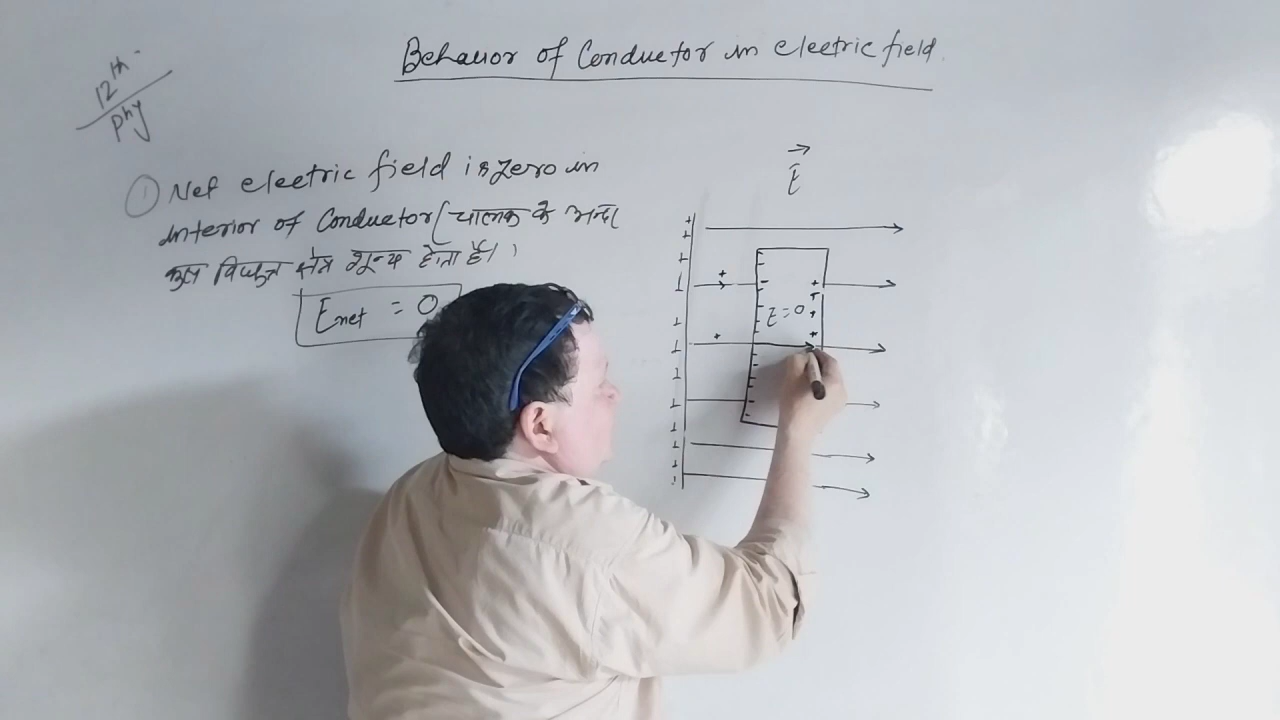 12th
phy
Behavior of Conductor in electric field.
① Net electric field is zero in
interior of Conductor (चालक के अन्दर
कुल विद्युत क्षेत्र शून्य होता है।)
Enet = 0
E
E = 0